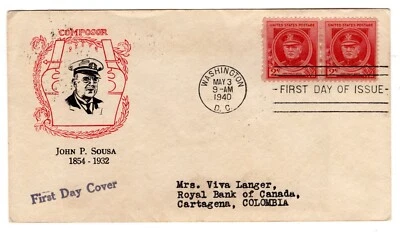 COMPOSOR
JOHN P. SOUSA
1854 - 1932
First Day Cover
WASHINGTON
MAY 3
9-AM
1940
D. C.
UNITED STATES POSTAGE
UNITED STATES POSTAGE
FIRST DAY OF ISSUE
Mrs. Viva Langer,
Royal Bank of Canada,
Cartagena, COLOMBIA